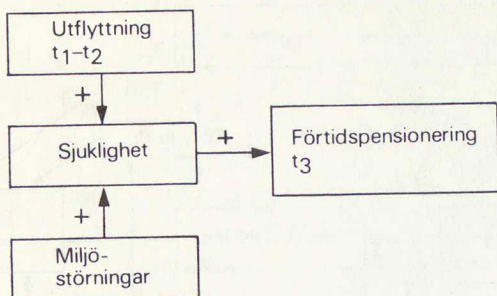 Utflyttning
t1–t2
+
Sjuklighet
+
Förtidspensionering
t3
+
Miljö-
störningar